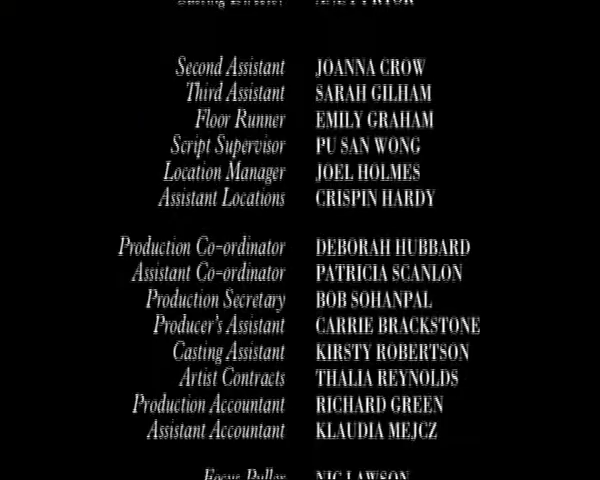 Casting Director
Second Assistant JOANNA CROW
Third Assistant SARAH GILHAM
Floor Runner EMILY GRAHAM
Script Supervisor PU SAN WONG
Location Manager JOEL HOLMES
Assistant Locations CRISPIN HARDY
Production Co-ordinator DEBORAH HUBBARD
Assistant Co-ordinator PATRICIA SCANLON
Production Secretary BOB SOHANPAL
Producer's Assistant CARRIE BRACKSTONE
Casting Assistant KIRSTY ROBERTSON
Artist Contracts THALIA REYNOLDS
Production Accountant RICHARD GREEN
Assistant Accountant KLAUDIA MEJCZ
Focus Puller NIC LAWSON